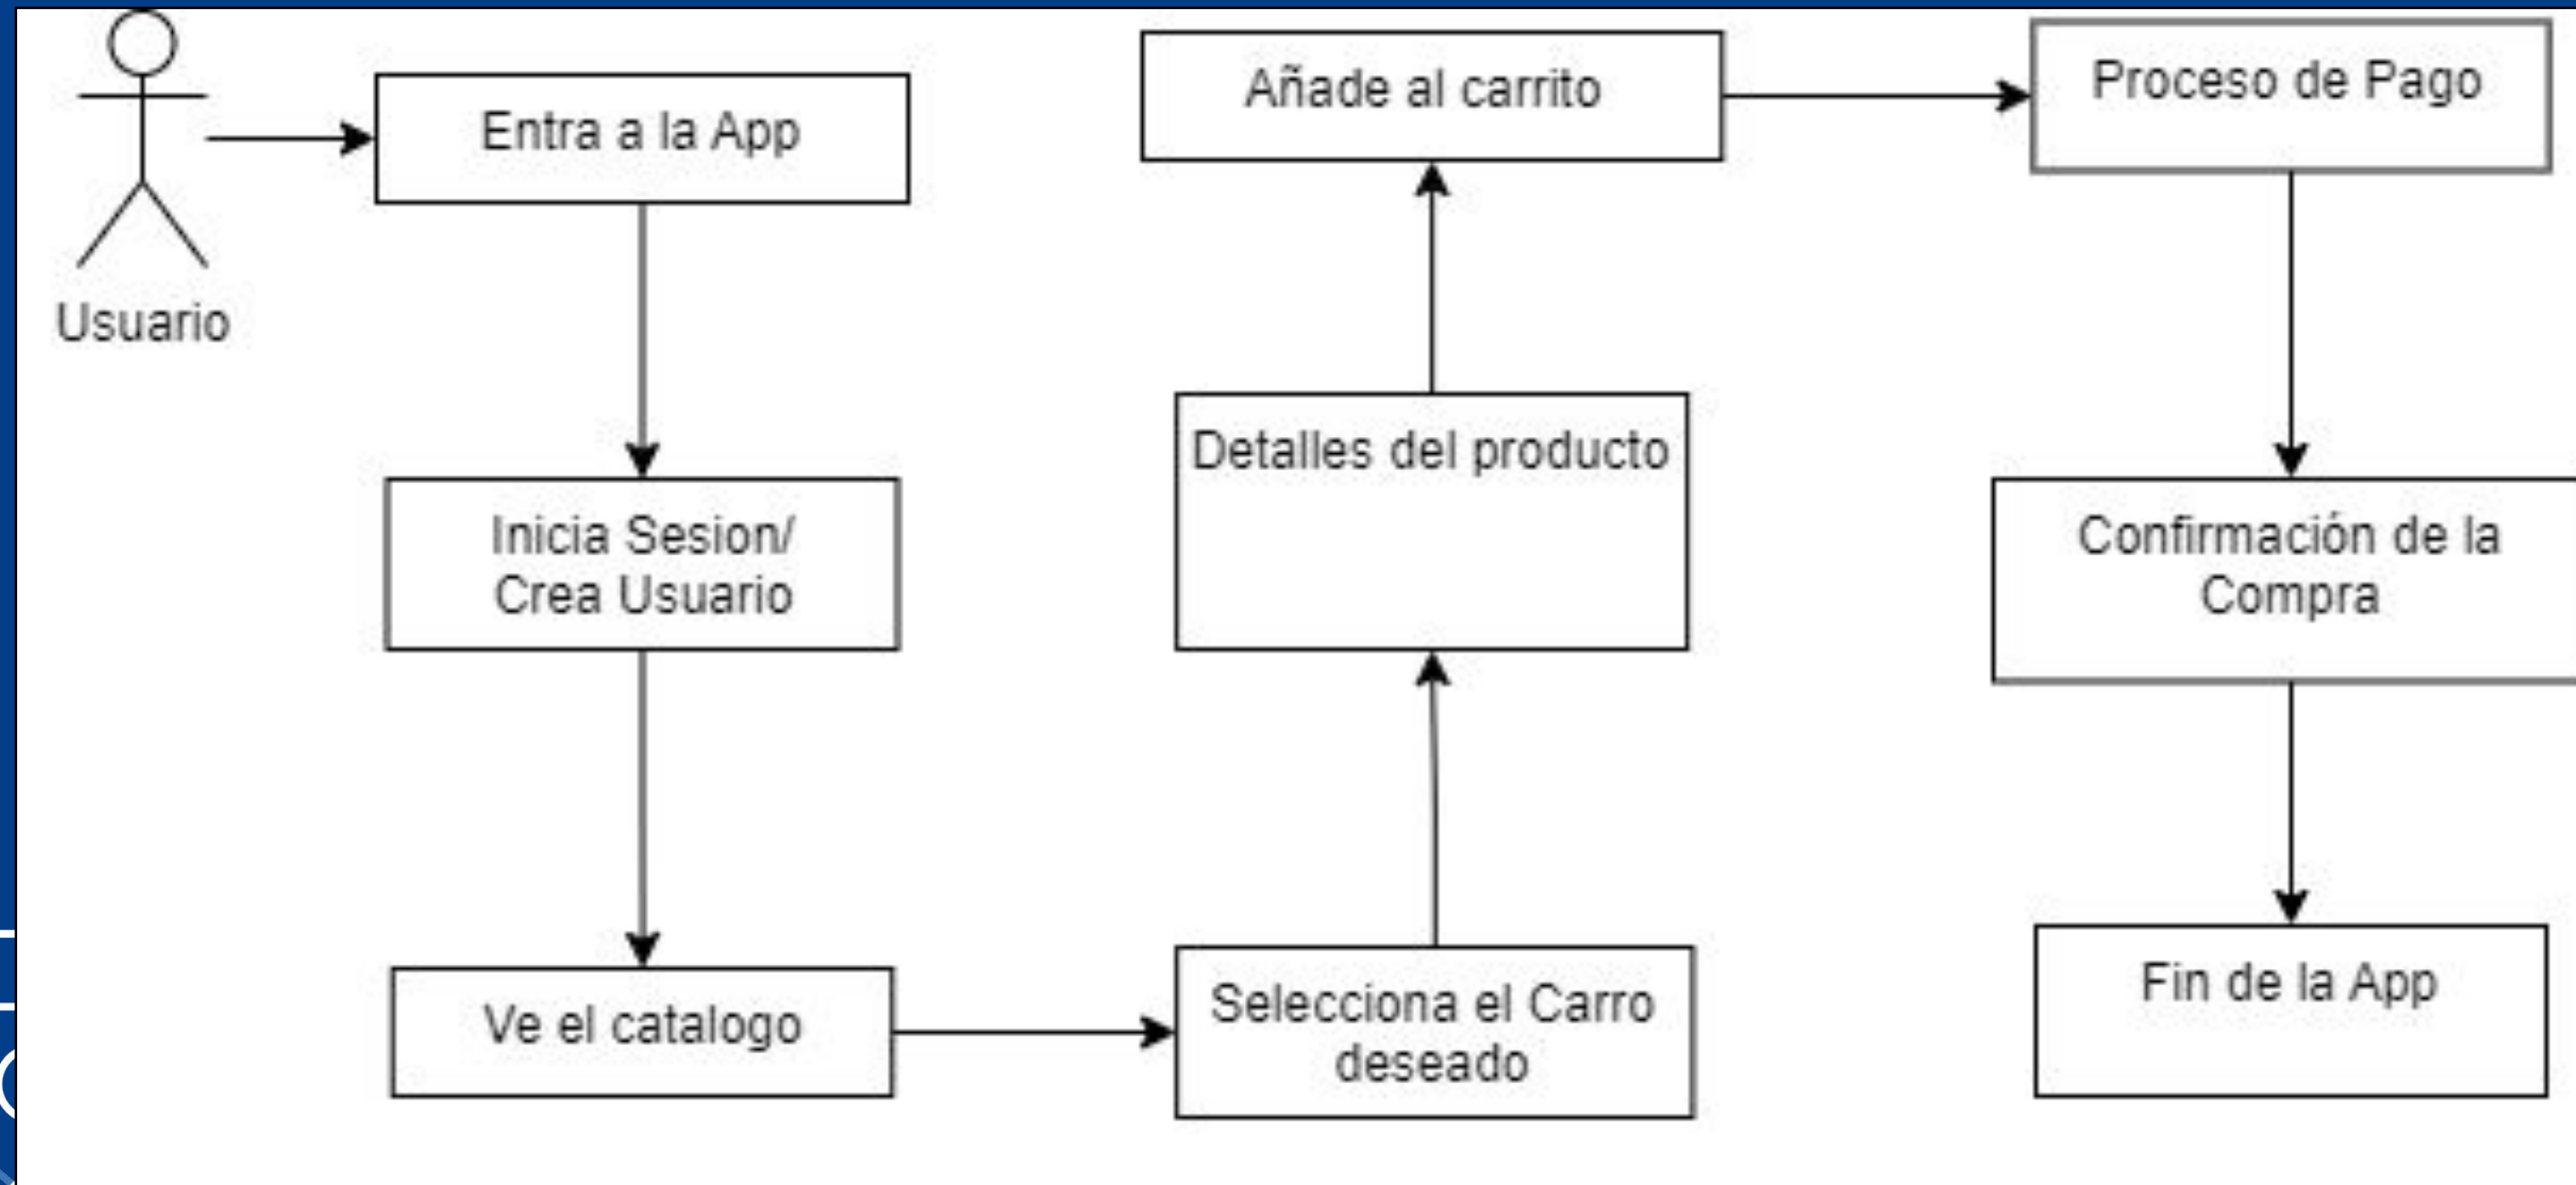 Usuario
Entra a la App
Inicia Sesion/
Crea Usuario
Ve el catalogo
Selecciona el Carro
deseado
Detalles del producto
Añade al carrito
Proceso de Pago
Confirmación de la
Compra
Fin de la App